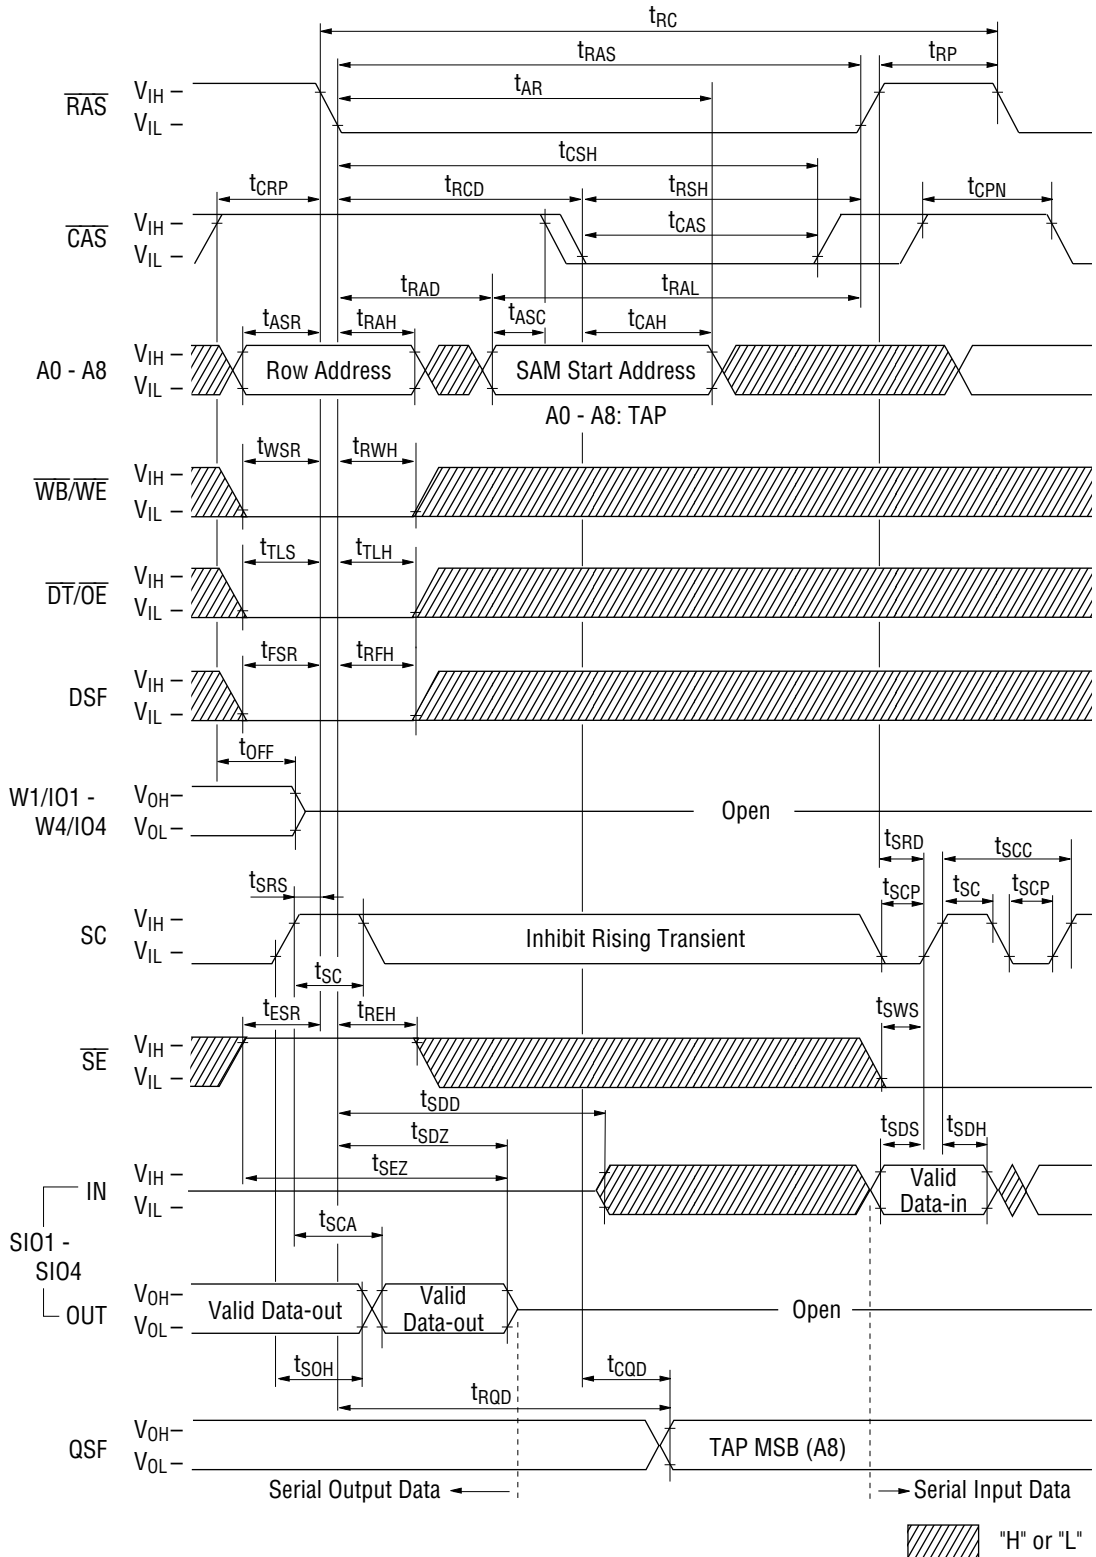 tRC
tRAS
tRP
tAR
RAS
VIH
VIL
tCSH
tCRP
tRCD
tRSH
tCPN
CAS
VIH
VIL
tCAS
tRAD
tRAL
tASR
tRAH
tASC
tCAH
A0 - A8
VIH
VIL
Row Address
SAM Start Address
A0 - A8: TAP
tWSR
tRWH
WB/WE
VIH
VIL
tTLS
tTLH
DT/OE
VIH
VIL
tFSR
tRFH
DSF
VIH
VIL
tOFF
W1/IO1 -
W4/IO4
VOH
VOL
Open
tSRD
tSCC
tSRS
tSCP
tSC
tSCP
SC
VIH
VIL
Inhibit Rising Transient
tSC
tESR
tREH
tSWS
SE
VIH
VIL
tSDD
tSDZ
tSEZ
tSDS
tSDH
IN
VIH
VIL
Valid
Data-in
tSCA
SIO1 -
SIO4
OUT
VOH
VOL
Valid Data-out
Valid
Data-out
Open
tSOH
tCQD
tRQD
QSF
VOH
VOL
TAP MSB (A8)
Serial Output Data
Serial Input Data
"H" or "L"